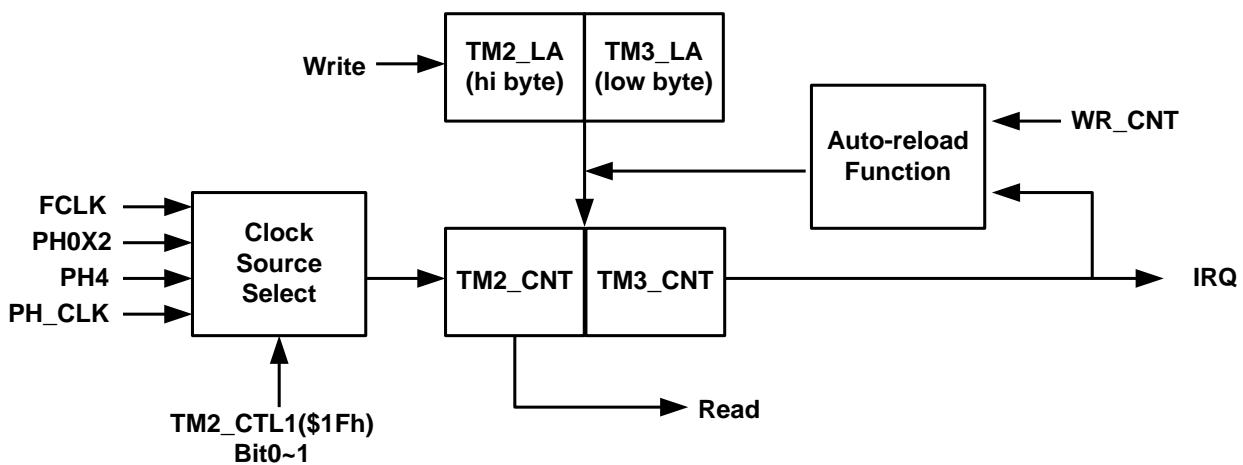 Write
TM2_LA
(hi byte)
TM3_LA
(low byte)
Auto-reload
Function
WR_CNT
FCLK
PH0X2
PH4
PH_CLK
Clock
Source
Select
TM2_CNT
TM3_CNT
IRQ
Read
TM2_CTL1($1Fh)
Bit0~1